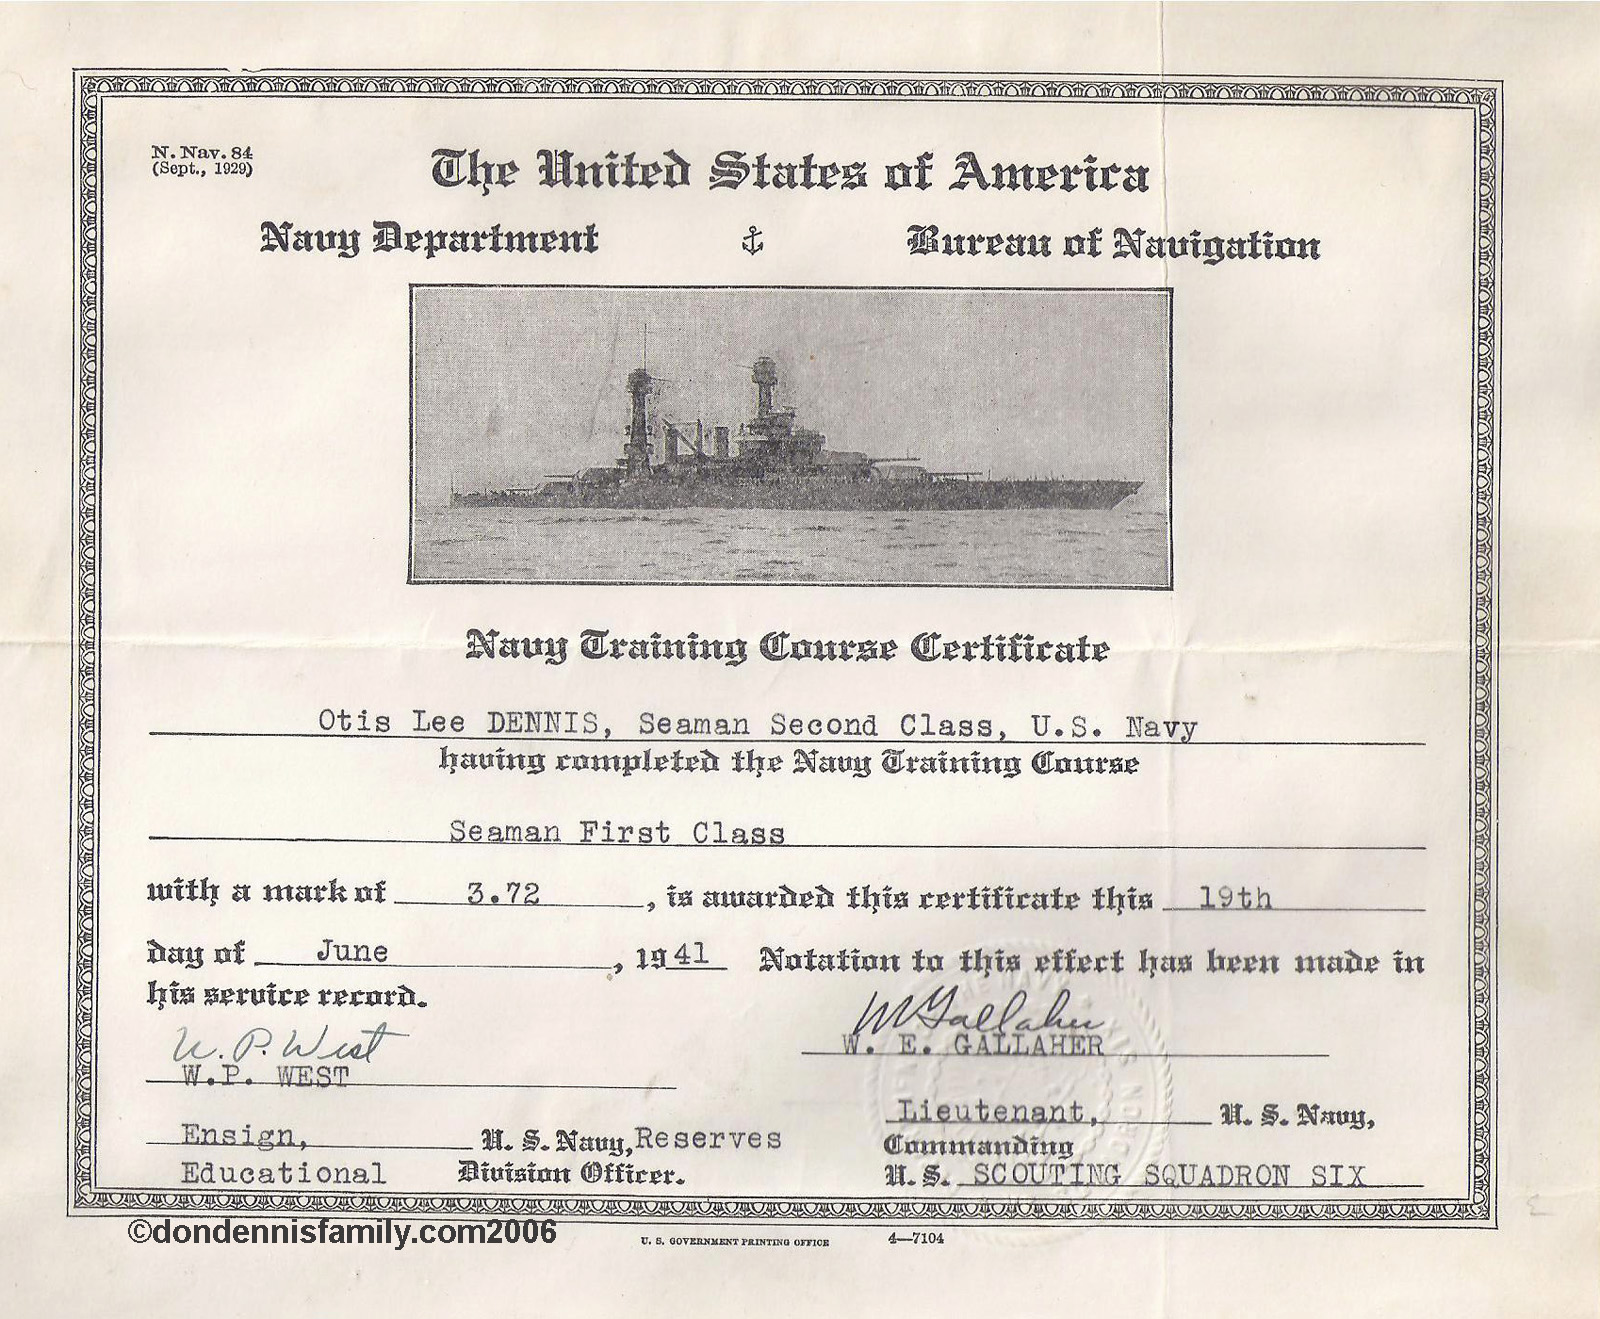 N. Nav. 84
(Sept., 1929)
The United States of America
Navy Department Bureau of Navigation
Navy Training Course Certificate
Otis Lee DENNIS, Seaman Second Class, U.S. Navy
having completed the Navy Training Course
Seaman First Class
with a mark of 3.72, is awarded this certificate this 19th
day of June, 1941 Notation to this effect has been made in
his service record.
W. P. West
W.P. WEST
Ensign, U. S. Navy, Reserves
Educational Division Officer.
W E Gallaher
W. E. GALLAHER
Lieutenant, U. S. Navy,
Commanding
U. S. SCOUTING SQUADRON SIX
©dondennisfamily.com2006
U. S. GOVERNMENT PRINTING OFFICE 4—7104